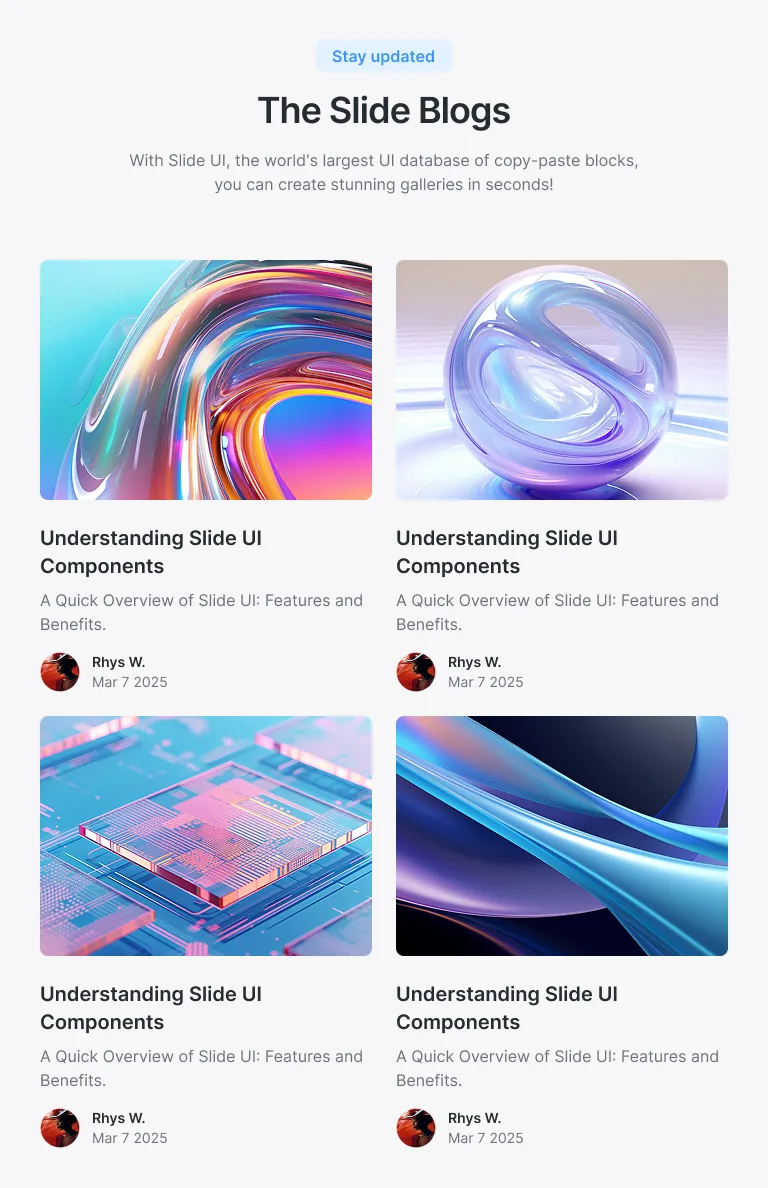 Stay updated
The Slide Blogs
With Slide UI, the world's largest UI database of copy-paste blocks,
you can create stunning galleries in seconds!
Understanding Slide UI
Components
A Quick Overview of Slide UI: Features and
Benefits.
Rhys W.
Mar 7 2025
Understanding Slide UI
Components
A Quick Overview of Slide UI: Features and
Benefits.
Rhys W.
Mar 7 2025
Understanding Slide UI
Components
A Quick Overview of Slide UI: Features and
Benefits.
Rhys W.
Mar 7 2025
Understanding Slide UI
Components
A Quick Overview of Slide UI: Features and
Benefits.
Rhys W.
Mar 7 2025